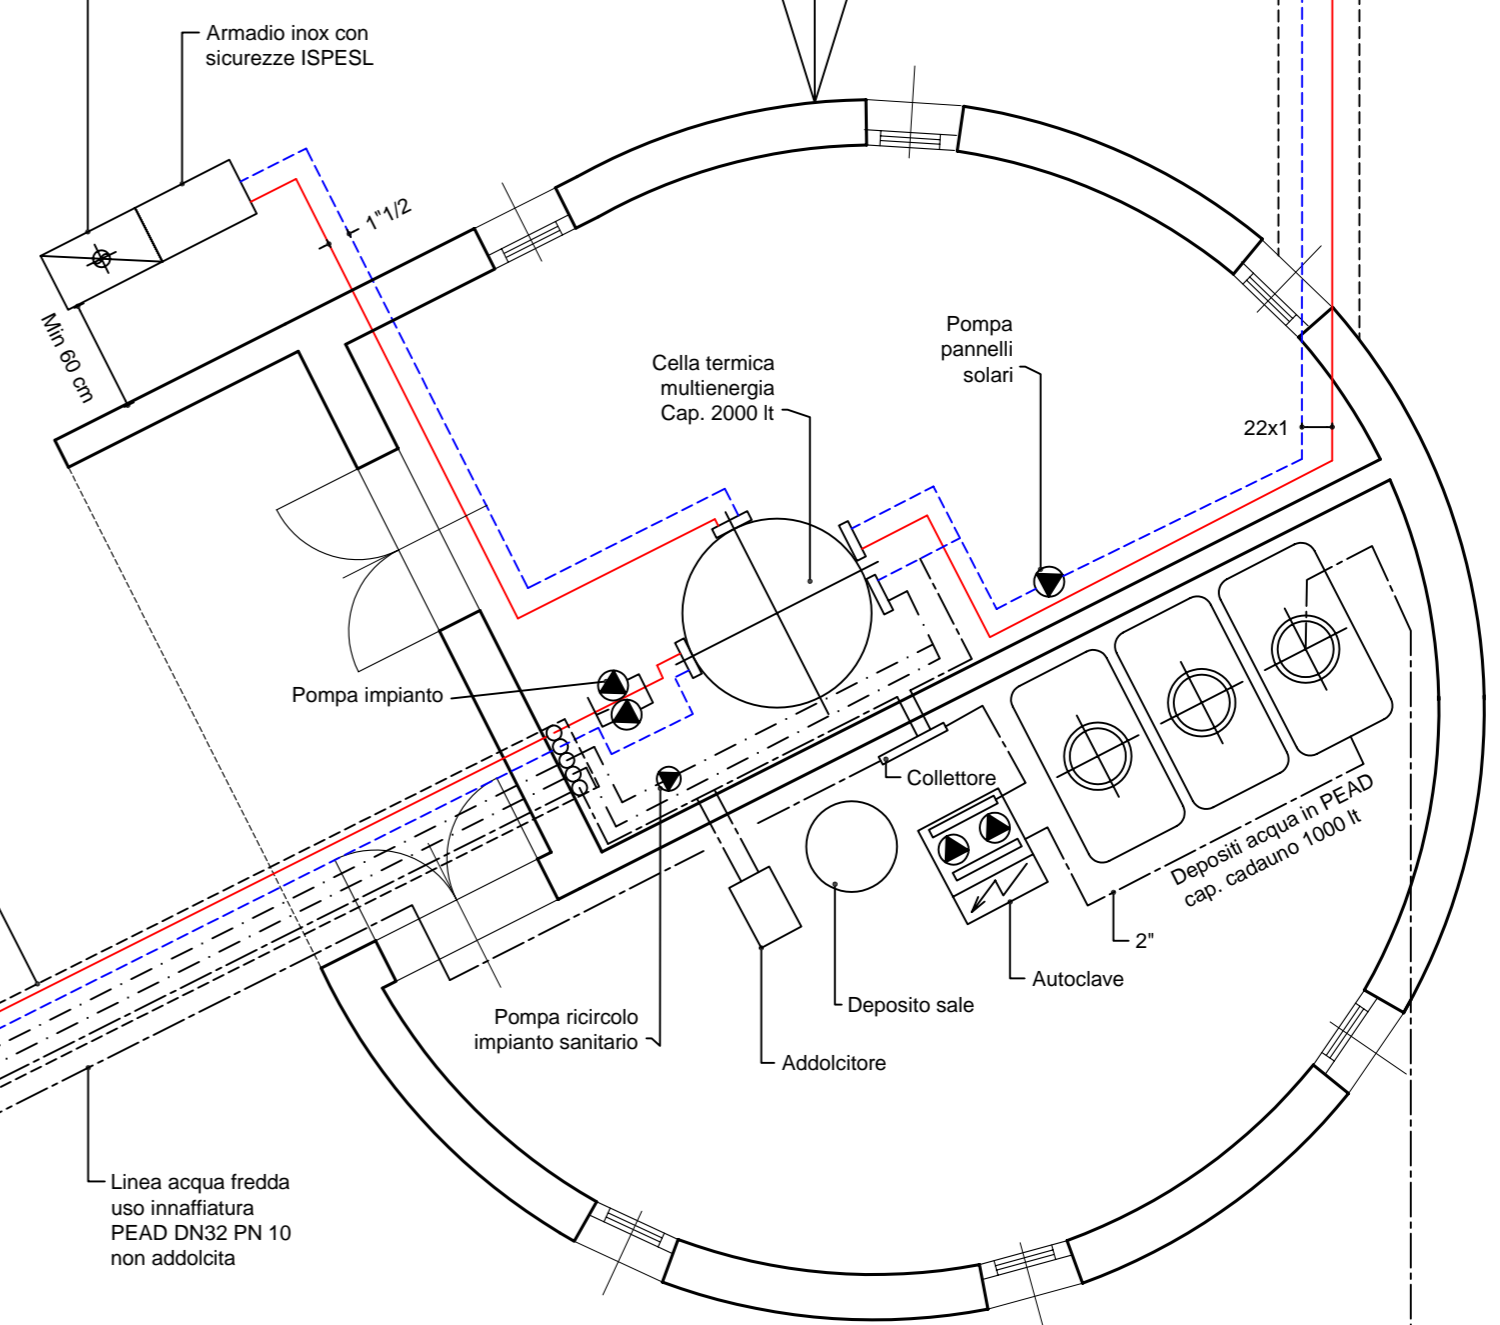 Armadio inox con
sicurezze ISPESL
1"1/2
Min 60 cm
Pompa
pannelli
solari
Cella termica
multienergia
Cap. 2000 lt
22x1
Pompa impianto
Collettore
Depositi acqua in PEAD
cap. cadauno 1000 lt
2"
Autoclave
Deposito sale
Pompa ricircolo
impianto sanitario
Addolcitore
Linea acqua fredda
uso innaffiatura
PEAD DN32 PN 10
non addolcita